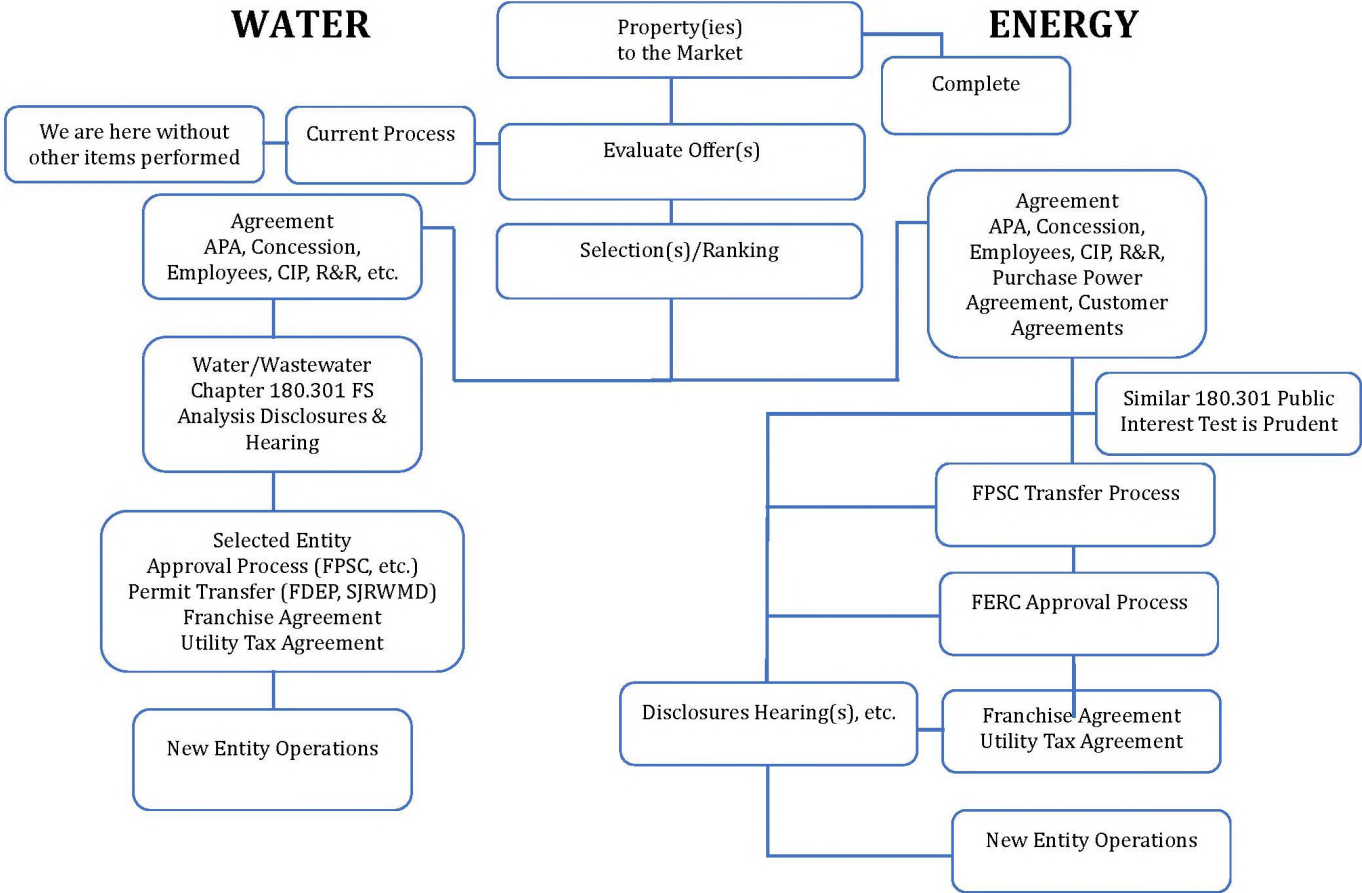 WATER
ENERGY
Property(ies)
to the Market
Complete
We are here without
other items performed
Current Process
Evaluate Offer(s)
Agreement
APA, Concession,
Employees, CIP, R&R, etc.
Selection(s)/Ranking
Agreement
APA, Concession,
Employees, CIP, R&R,
Purchase Power
Agreement, Customer
Agreements
Water/Wastewater
Chapter 180.301 FS
Analysis Disclosures &
Hearing
Similar 180.301 Public
Interest Test is Prudent
FPSC Transfer Process
Selected Entity
Approval Process (FPSC, etc.)
Permit Transfer (FDEP, SJRWMD)
Franchise Agreement
Utility Tax Agreement
FERC Approval Process
Disclosures Hearing(s), etc.
Franchise Agreement
Utility Tax Agreement
New Entity Operations
New Entity Operations